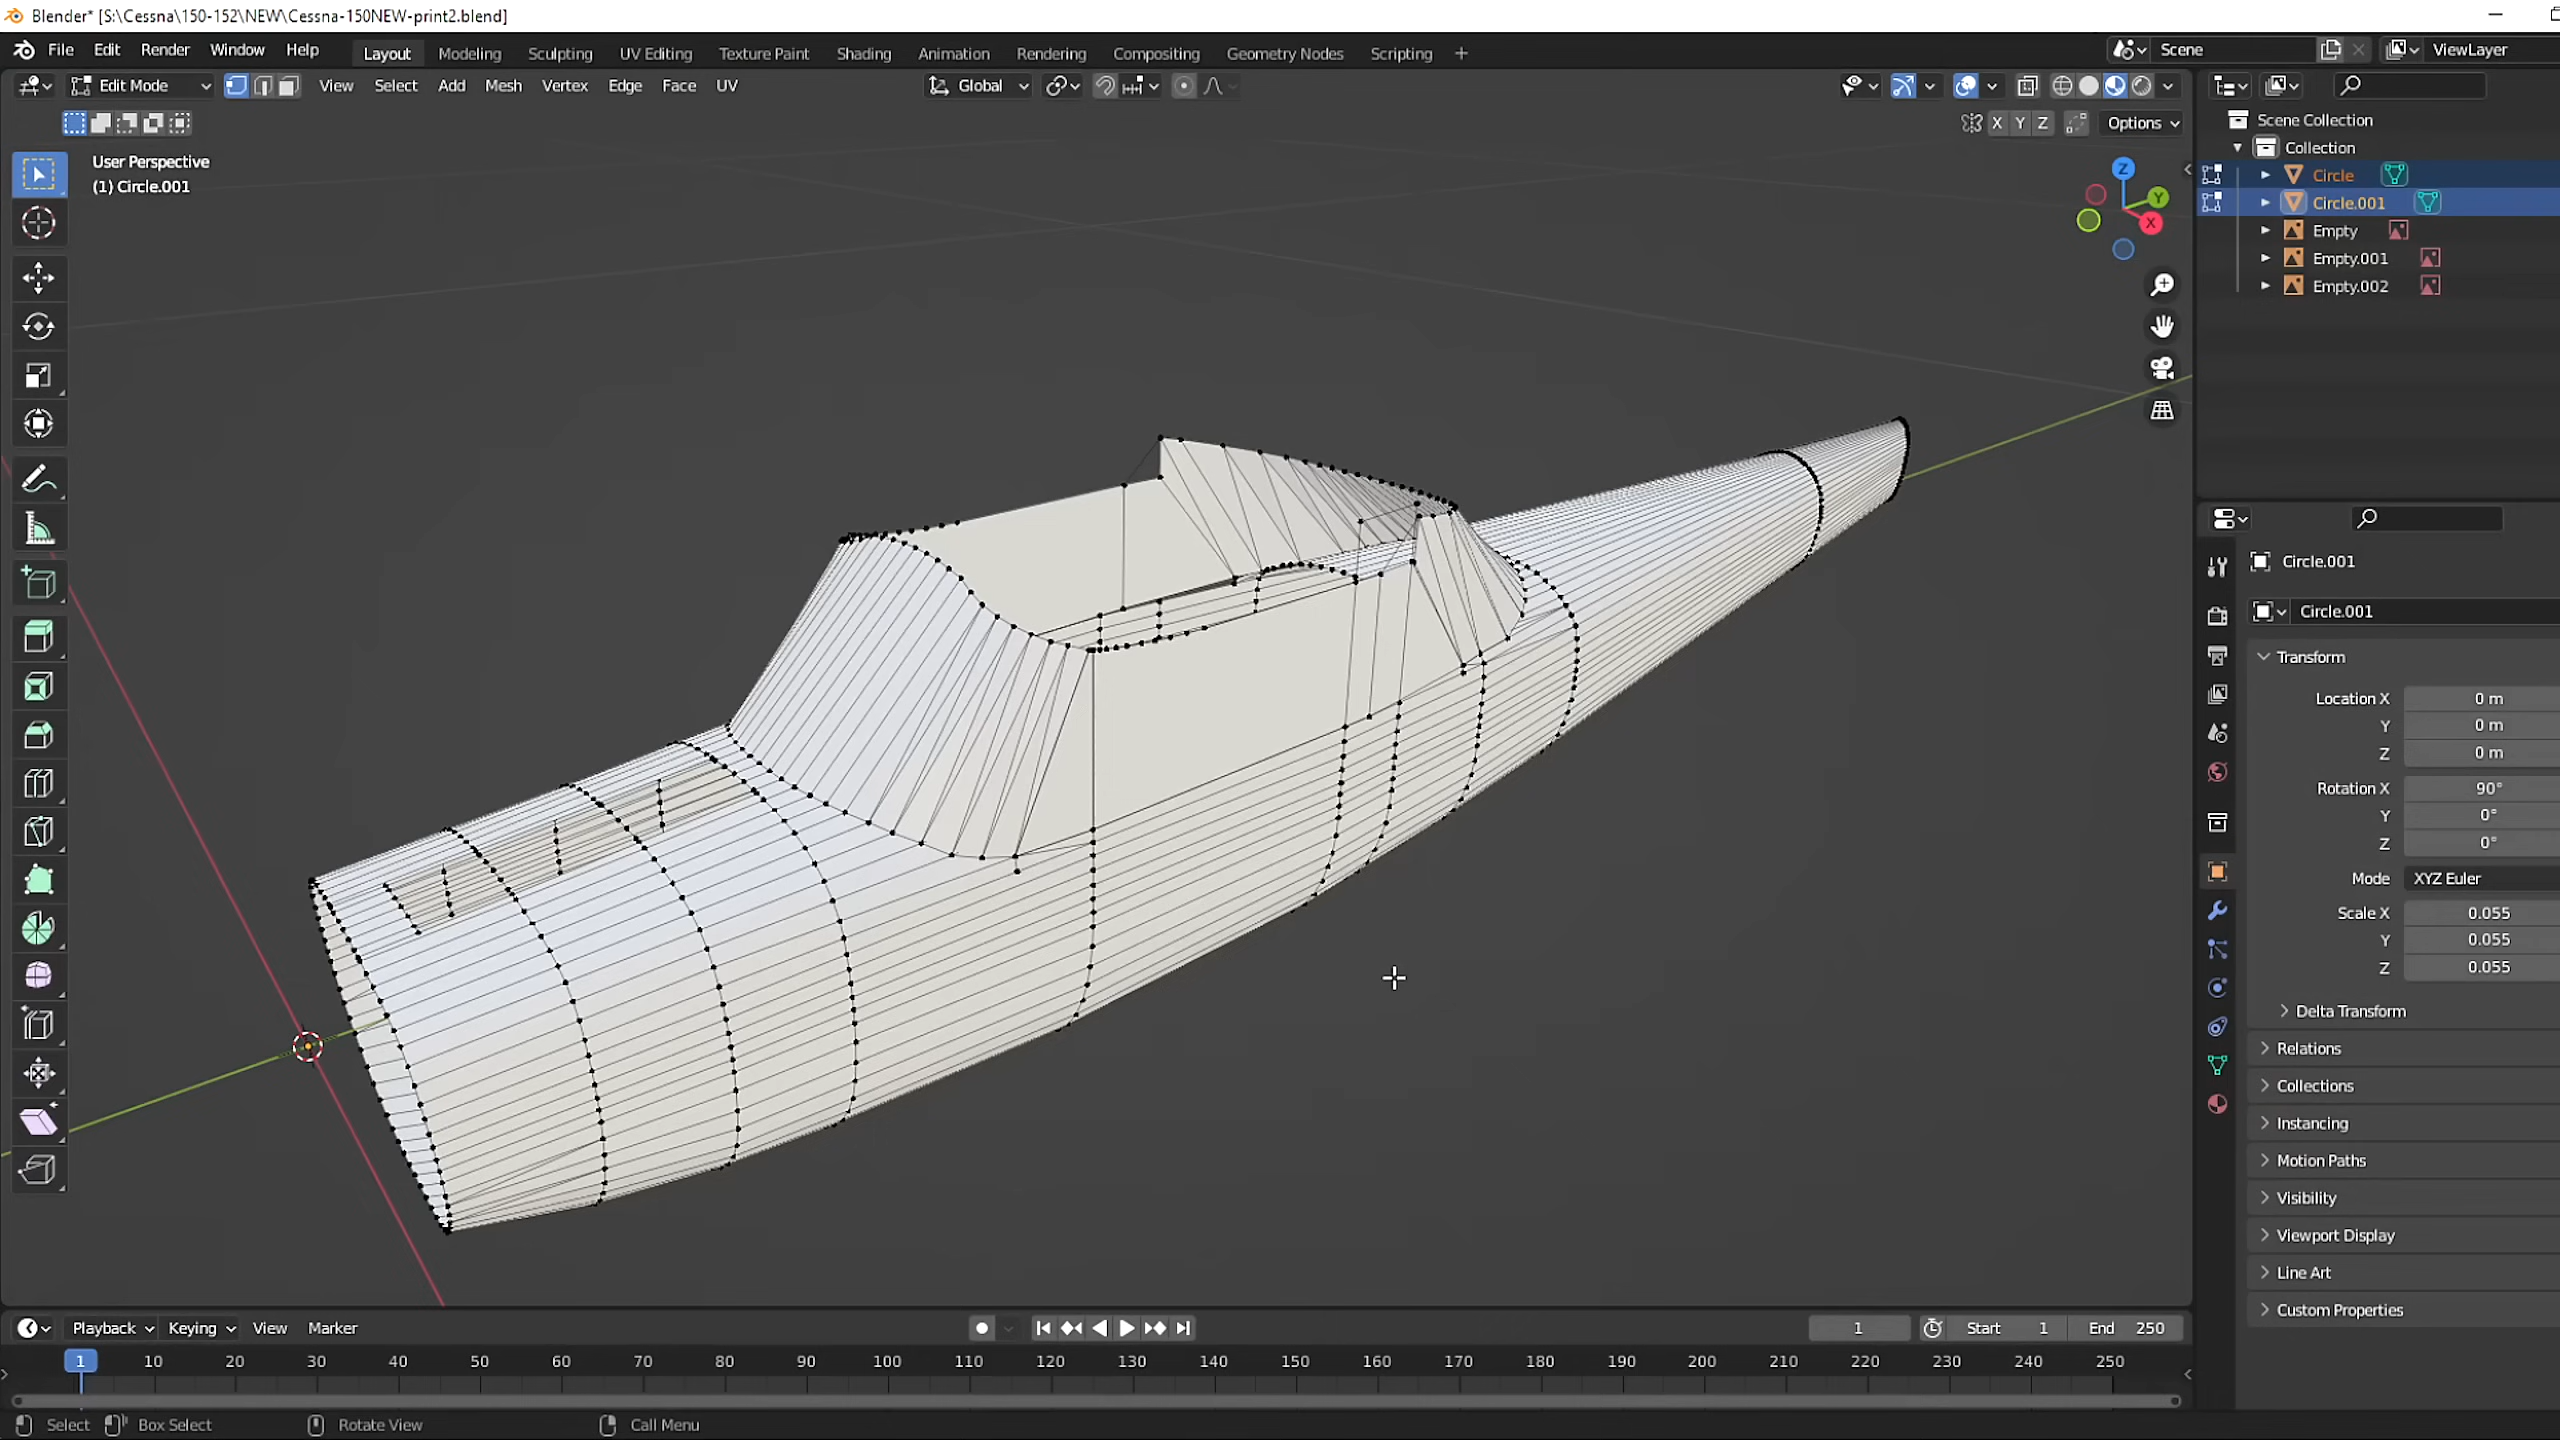 Blender* [S:\Cessna\150-152\NEW\Cessna-150NEW-print2.blend]
File Edit Render Window Help Layout Modeling Sculpting UV Editing Texture Paint Shading Animation Rendering Compositing Geometry Nodes Scripting + Scene ViewLayer
Edit Mode View Select Add Mesh Vertex Edge Face UV Global
X Y Z Options
User Perspective
(1) Circle.001
Z
Y
X
Scene Collection
Collection
Circle
Circle.001
Empty
Empty.001
Empty.002
Circle.001
Circle.001
Transform
Location X 0 m
Y 0 m
Z 0 m
Rotation X 90°
Y 0°
Z 0°
Mode XYZ Euler
Scale X 0.055
Y 0.055
Z 0.055
Delta Transform
Relations
Collections
Instancing
Motion Paths
Visibility
Viewport Display
Line Art
Custom Properties
Playback Keying View Marker 1 Start 1 End 250
1 10 20 30 40 50 60 70 80 90 100 110 120 130 140 150 160 170 180 190 200 210 220 230 240 250
Select Box Select Rotate View Call Menu